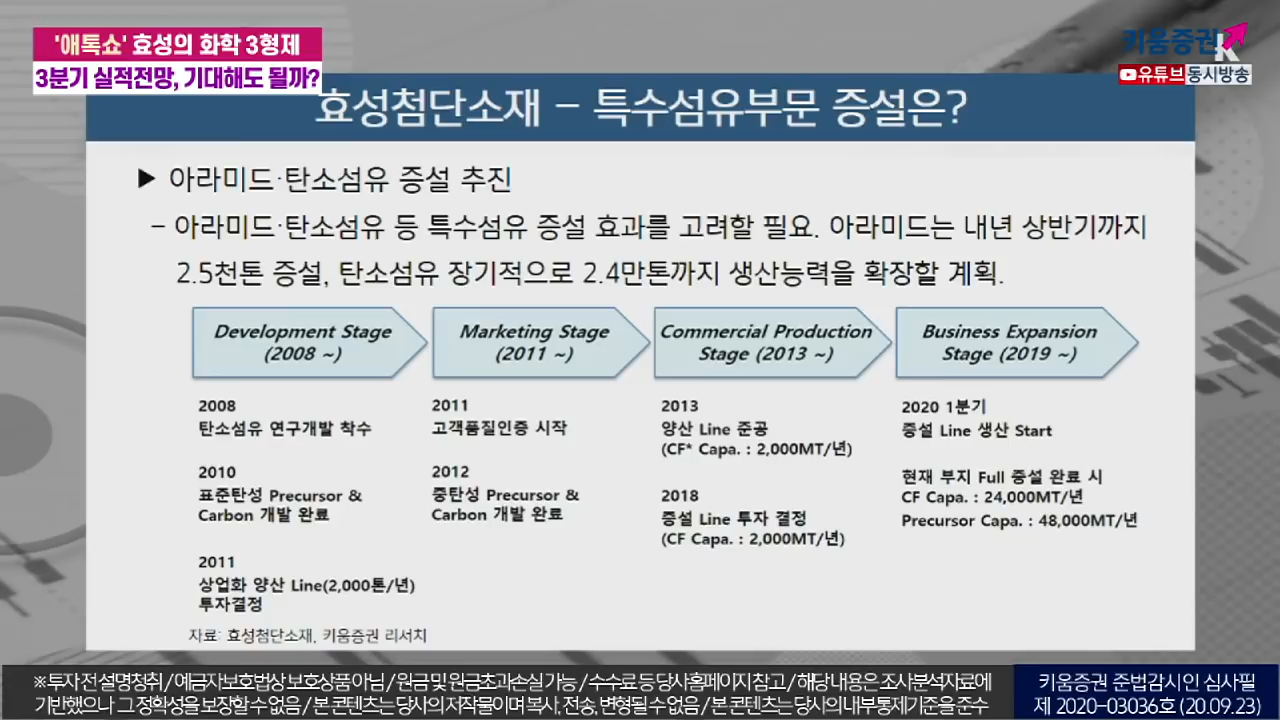 '애톡쇼' 효성의 화학 3형제
3분기 실적전망, 기대해도 될까?
키움증권
유튜브 동시방송
효성첨단소재 – 특수섬유부문 증설은?
▶ 아라미드·탄소섬유 증설 추진
– 아라미드·탄소섬유 등 특수섬유 증설 효과를 고려할 필요. 아라미드는 내년 상반기까지
2.5천톤 증설, 탄소섬유 장기적으로 2.4만톤까지 생산능력을 확장할 계획.
Development Stage
(2008 ~)
2008
탄소섬유 연구개발 착수
2010
표준탄성 Precursor &
Carbon 개발 완료
2011
상업화 양산 Line(2,000톤/년)
투자결정
Marketing Stage
(2011 ~)
2011
고객품질인증 시작
2012
중탄성 Precursor &
Carbon 개발 완료
Commercial Production
Stage (2013 ~)
2013
양산 Line 준공
(CF* Capa. : 2,000MT/년)
2018
증설 Line 투자 결정
(CF Capa. : 2,000MT/년)
Business Expansion
Stage (2019 ~)
2020 1분기
증설 Line 생산 Start
현재 부지 Full 증설 완료 시
CF Capa. : 24,000MT/년
Precursor Capa. : 48,000MT/년
자료: 효성첨단소재, 키움증권 리서치
※ 투자 전 설명청취 / 예금자보호법상 보호상품 아님 / 원금 및 원금초과손실 가능 / 수수료 등 당사홈페이지 참고 / 해당 내용은 조사분석자료에
기반했으나 그 정확성을 보장할 수 없음 / 본 콘텐츠는 당사의 저작물이며 복사, 전송, 변형될 수 없음 / 본 콘텐츠는 당사의 내부통제기준을 준수
키움증권 준법감시인 심사필
제 2020-03036호 (20.09.23)